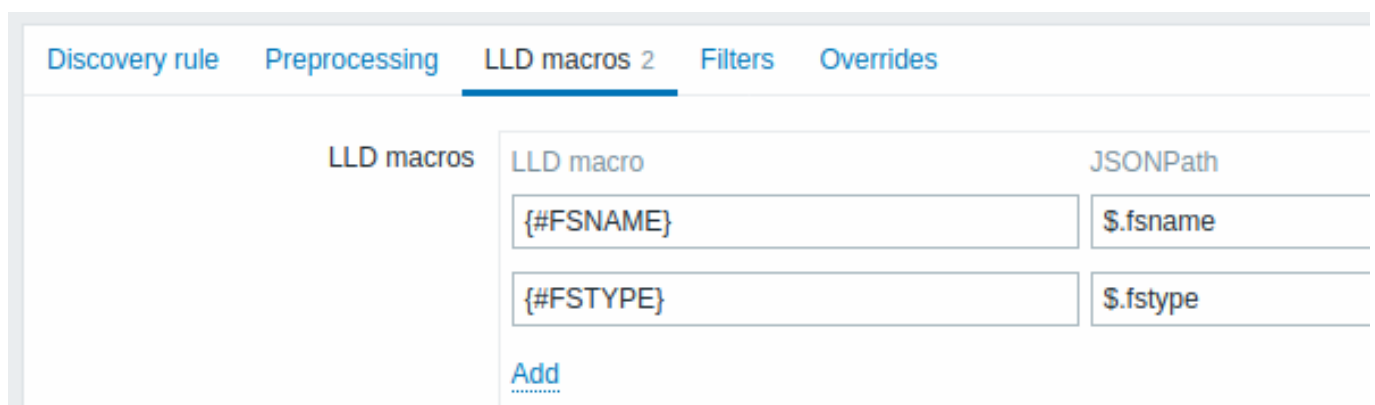 Discovery rule Preprocessing LLD macros 2 Filters Overrides
LLD macros LLD macro JSONPath
{#FSNAME} $.fsname
{#FSTYPE} $.fstype
Add